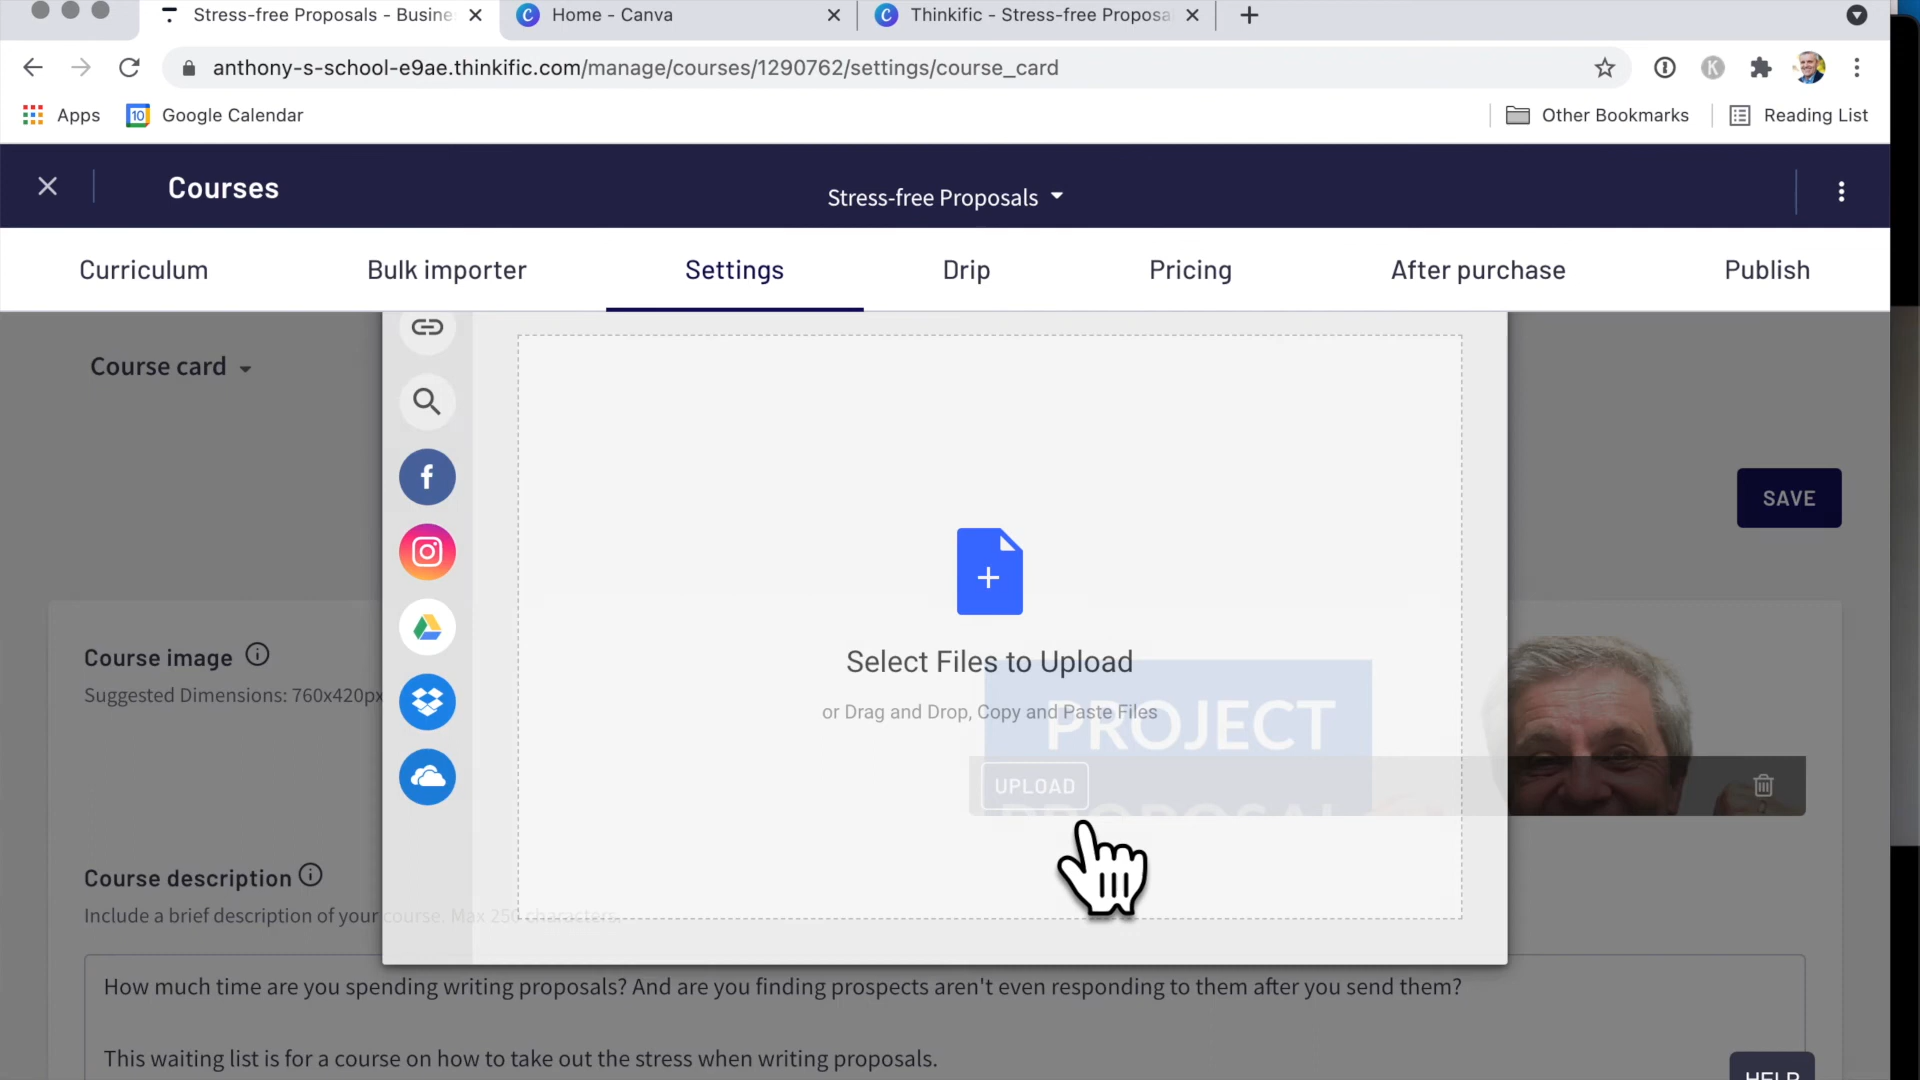 Stress-free Proposals - Busine
Home - Canva
Thinkific - Stress-free Proposa
anthony-s-school-e9ae.thinkific.com/manage/courses/1290762/settings/course_card
K
Apps
10
Google Calendar
Other Bookmarks
Reading List
Courses
Stress-free Proposals
Curriculum
Bulk importer
Settings
Drip
Pricing
After purchase
Publish
Course card
SAVE
Course image
Suggested Dimensions: 760x420px
Select Files to Upload
or Drag and Drop, Copy and Paste Files
PROJECT
PROPOSAL
UPLOAD
Course description
Include a brief description of your course. Max 250 characters.
How much time are you spending writing proposals? And are you finding prospects aren't even responding to them after you send them?
This waiting list is for a course on how to take out the stress when writing proposals.
HELP